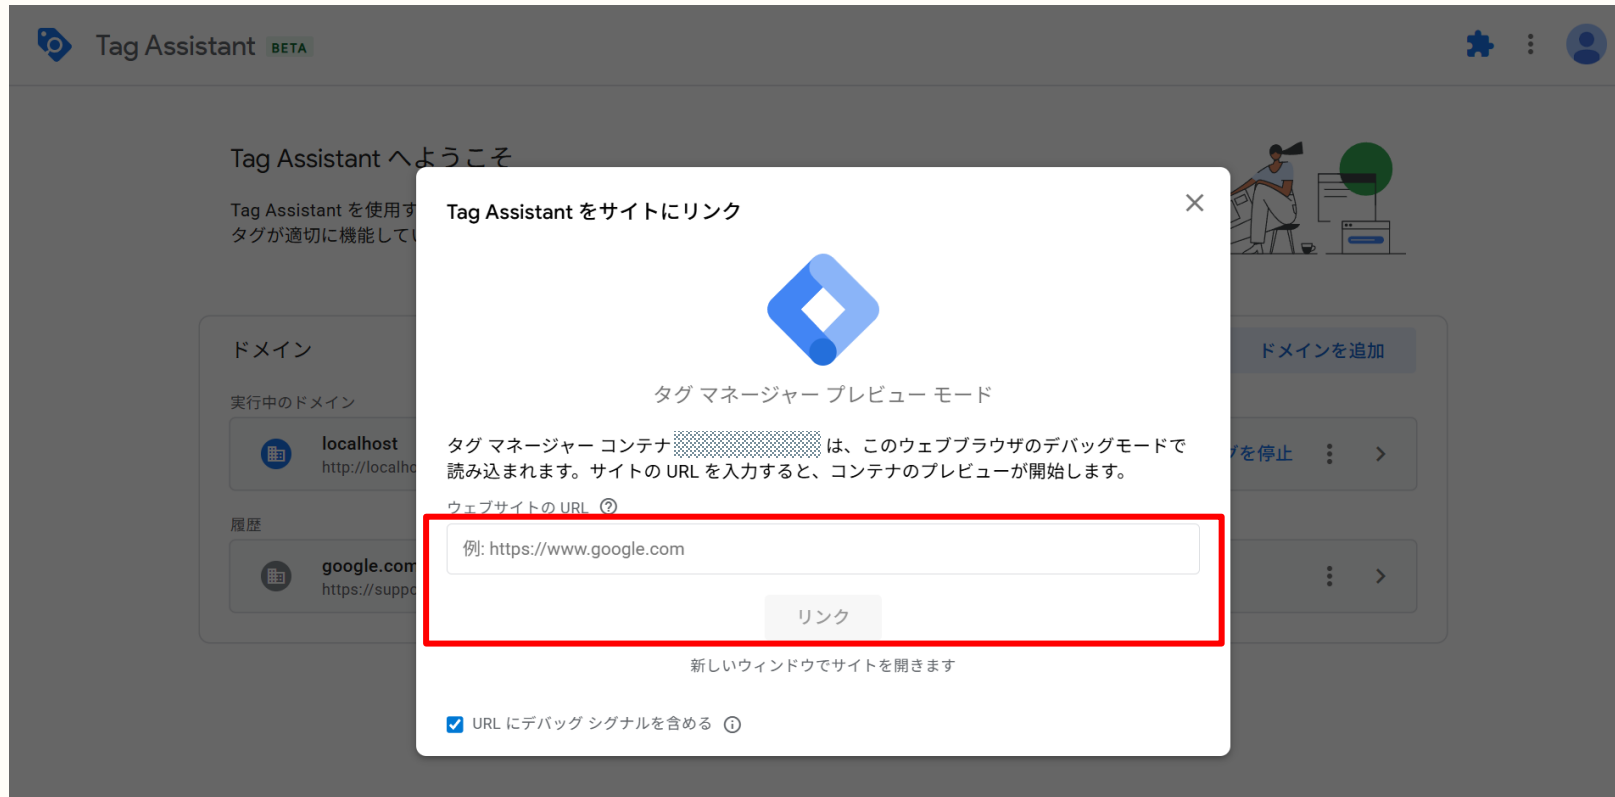 Tag Assistant BETA
Tag Assistant へようこそ
Tag Assistant を使用す
タグが適切に機能してい
ドメイン
ドメインを追加
実行中のドメイン
localhost
http://localho
グを停止
履歴
google.com
https://suppo
Tag Assistant をサイトにリンク
タグ マネージャー プレビュー モード
タグ マネージャー コンテナ は、このウェブブラウザのデバッグモードで
読み込まれます。サイトの URL を入力すると、コンテナのプレビューが開始します。
ウェブサイトの URL
例: https://www.google.com
リンク
新しいウィンドウでサイトを開きます
URL にデバッグ シグナルを含める